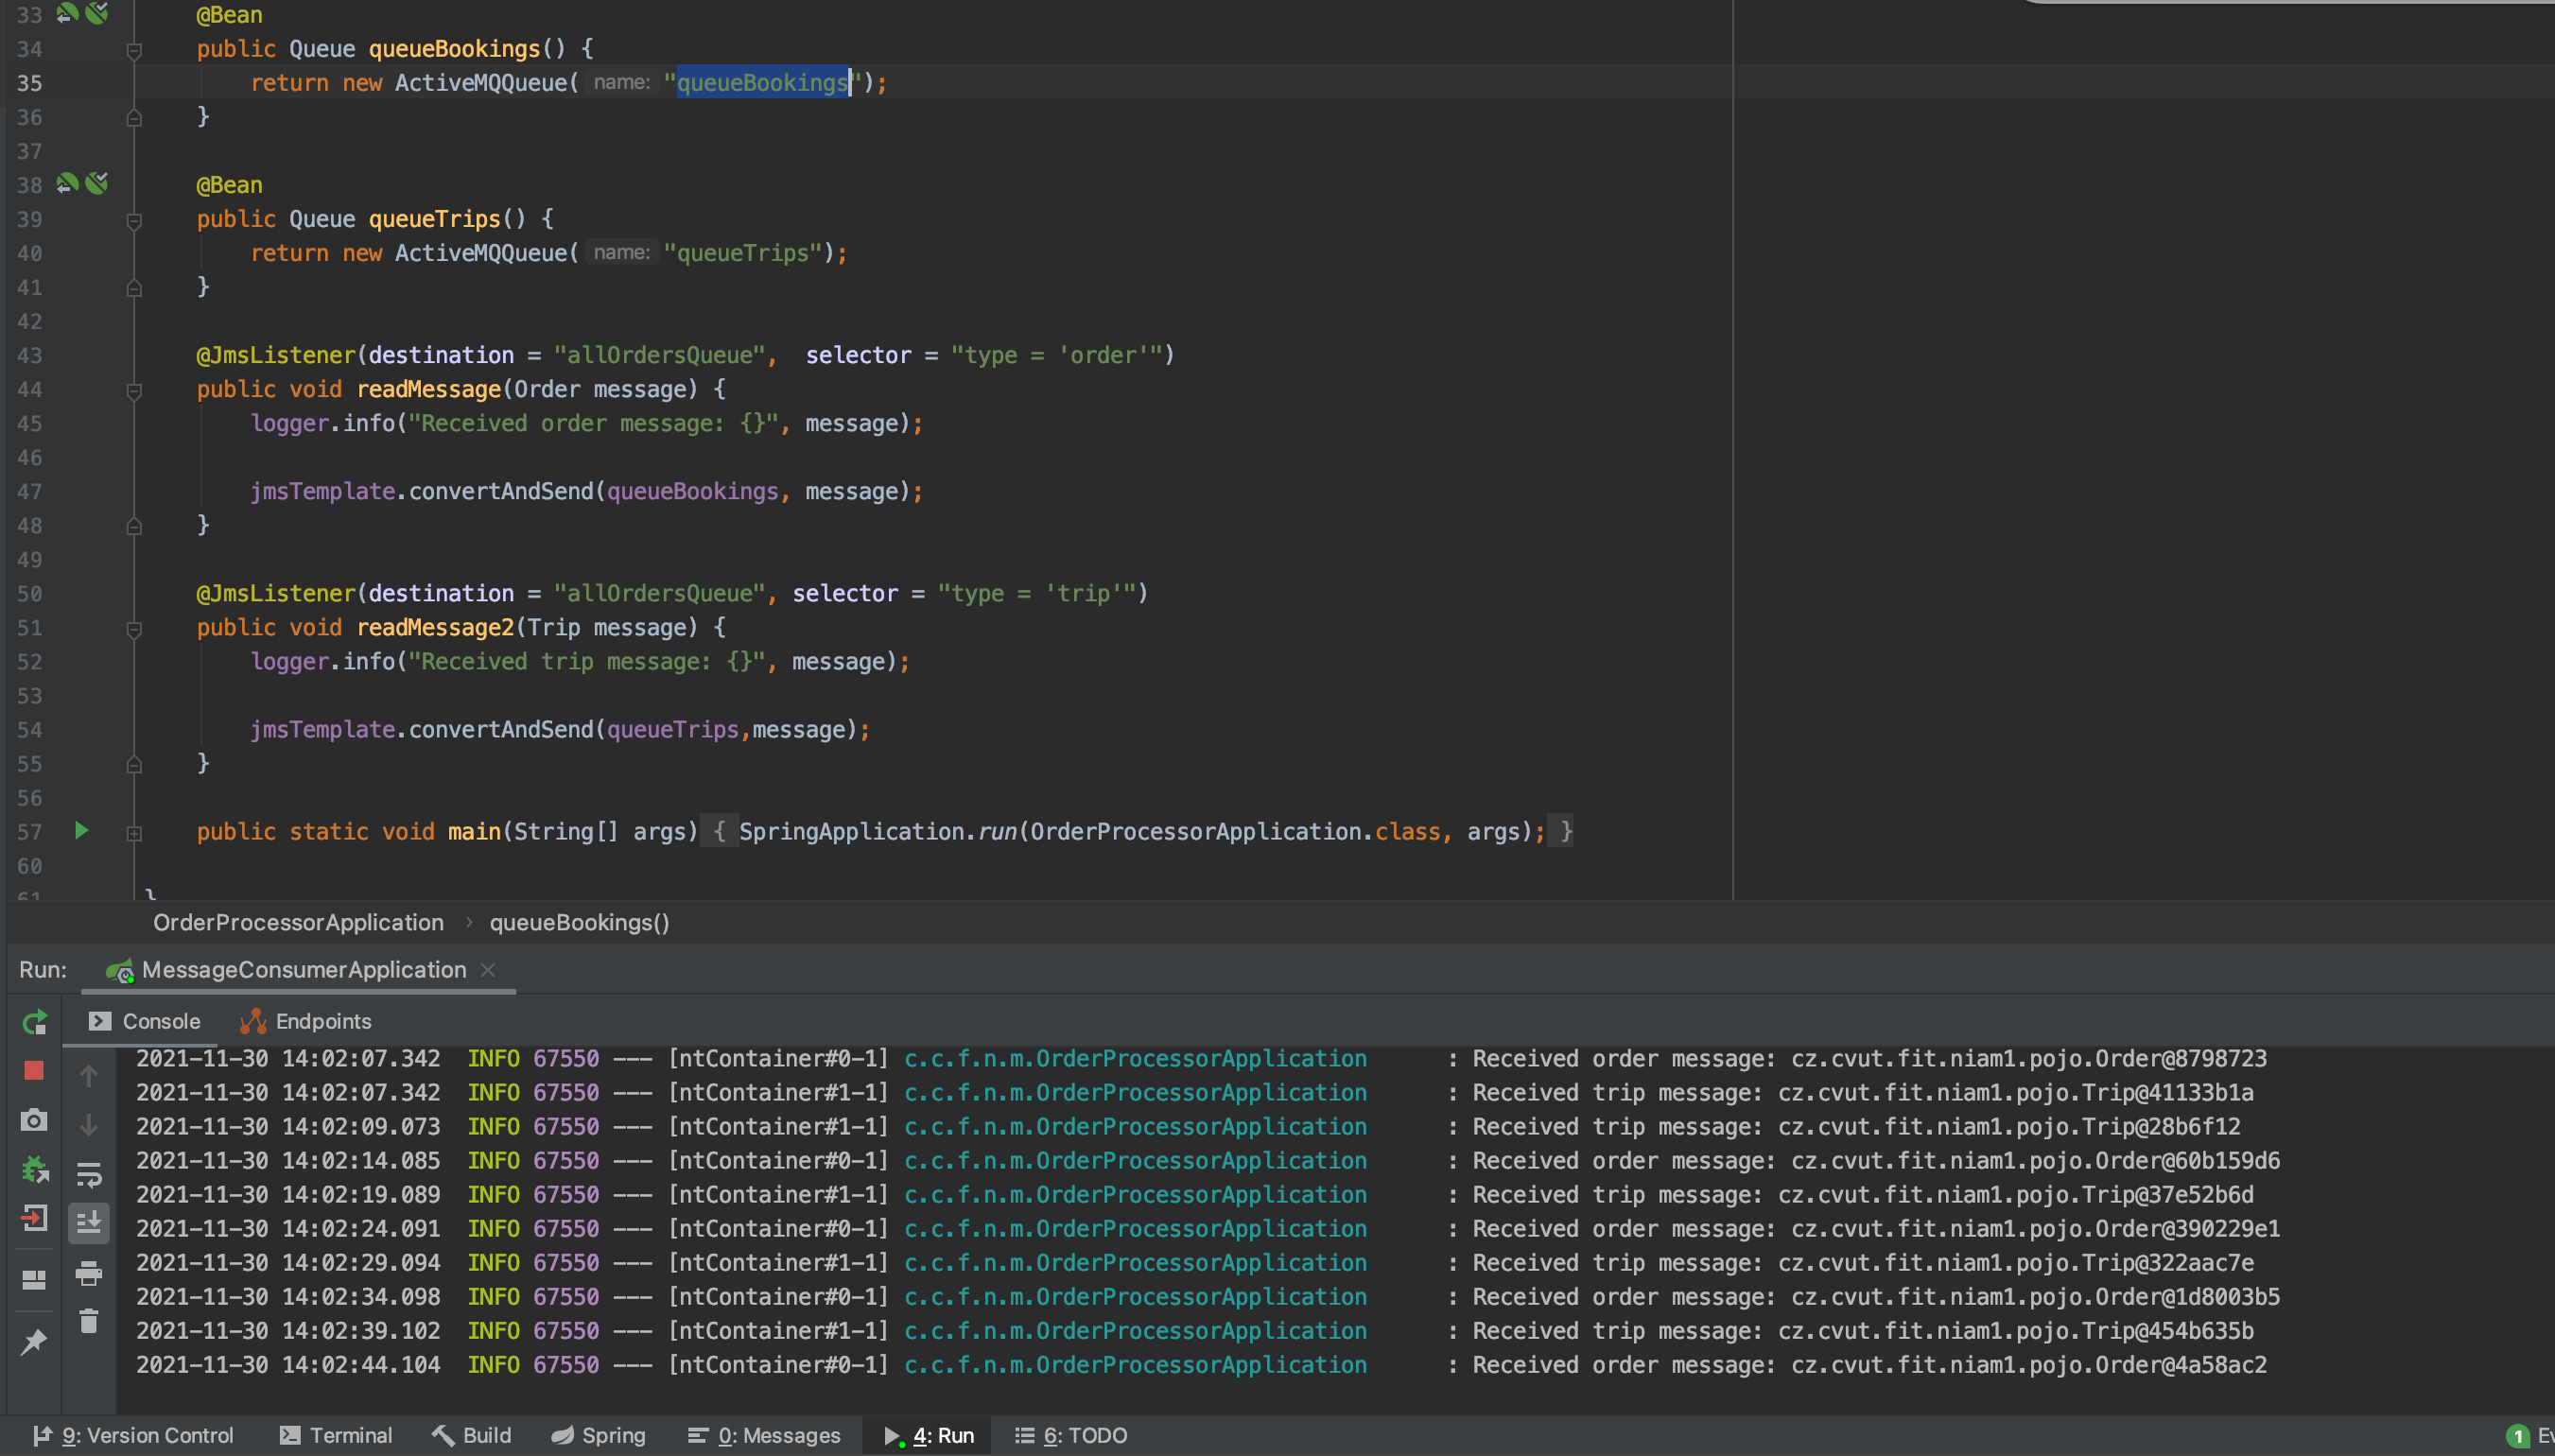 33 @Bean
34 public Queue queueBookings() {
35 return new ActiveMQQueue( name: "queueBookings");
36 }
37
38 @Bean
39 public Queue queueTrips() {
40 return new ActiveMQQueue( name: "queueTrips");
41 }
42
43 @JmsListener(destination = "allOrdersQueue",  selector = "type = 'order'")
44 public void readMessage(Order message) {
45 logger.info("Received order message: {}", message);
46
47 jmsTemplate.convertAndSend(queueBookings, message);
48 }
49
50 @JmsListener(destination = "allOrdersQueue", selector = "type = 'trip'")
51 public void readMessage2(Trip message) {
52 logger.info("Received trip message: {}", message);
53
54 jmsTemplate.convertAndSend(queueTrips,message);
55 }
56
57 public static void main(String[] args) { SpringApplication.run(OrderProcessorApplication.class, args); }
60
61 }
OrderProcessorApplication › queueBookings()
Run: MessageConsumerApplication
Console Endpoints
2021-11-30 14:02:07.342  INFO 67550 --- [ntContainer#0-1] c.c.f.n.m.OrderProcessorApplication : Received order message: cz.cvut.fit.niam1.pojo.Order@8798723
2021-11-30 14:02:07.342  INFO 67550 --- [ntContainer#1-1] c.c.f.n.m.OrderProcessorApplication : Received trip message: cz.cvut.fit.niam1.pojo.Trip@41133b1a
2021-11-30 14:02:09.073  INFO 67550 --- [ntContainer#1-1] c.c.f.n.m.OrderProcessorApplication : Received trip message: cz.cvut.fit.niam1.pojo.Trip@28b6f12
2021-11-30 14:02:14.085  INFO 67550 --- [ntContainer#0-1] c.c.f.n.m.OrderProcessorApplication : Received order message: cz.cvut.fit.niam1.pojo.Order@60b159d6
2021-11-30 14:02:19.089  INFO 67550 --- [ntContainer#1-1] c.c.f.n.m.OrderProcessorApplication : Received trip message: cz.cvut.fit.niam1.pojo.Trip@37e52b6d
2021-11-30 14:02:24.091  INFO 67550 --- [ntContainer#0-1] c.c.f.n.m.OrderProcessorApplication : Received order message: cz.cvut.fit.niam1.pojo.Order@390229e1
2021-11-30 14:02:29.094  INFO 67550 --- [ntContainer#1-1] c.c.f.n.m.OrderProcessorApplication : Received trip message: cz.cvut.fit.niam1.pojo.Trip@322aac7e
2021-11-30 14:02:34.098  INFO 67550 --- [ntContainer#0-1] c.c.f.n.m.OrderProcessorApplication : Received order message: cz.cvut.fit.niam1.pojo.Order@1d8003b5
2021-11-30 14:02:39.102  INFO 67550 --- [ntContainer#1-1] c.c.f.n.m.OrderProcessorApplication : Received trip message: cz.cvut.fit.niam1.pojo.Trip@454b635b
2021-11-30 14:02:44.104  INFO 67550 --- [ntContainer#0-1] c.c.f.n.m.OrderProcessorApplication : Received order message: cz.cvut.fit.niam1.pojo.Order@4a58ac2
9: Version Control Terminal Build Spring 0: Messages 4: Run 6: TODO 1